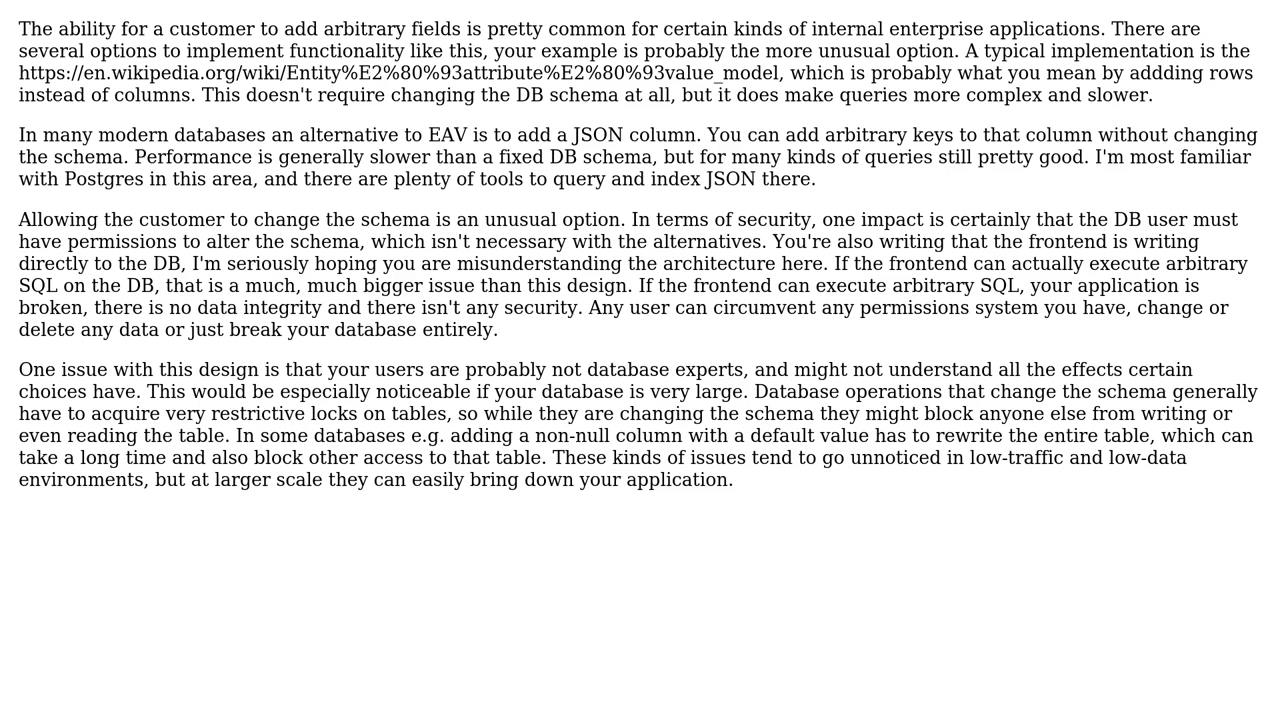 The ability for a customer to add arbitrary fields is pretty common for certain kinds of internal enterprise applications. There are
several options to implement functionality like this, your example is probably the more unusual option. A typical implementation is the
https://en.wikipedia.org/wiki/Entity%E2%80%93attribute%E2%80%93value_model, which is probably what you mean by addding rows
instead of columns. This doesn't require changing the DB schema at all, but it does make queries more complex and slower.
In many modern databases an alternative to EAV is to add a JSON column. You can add arbitrary keys to that column without changing
the schema. Performance is generally slower than a fixed DB schema, but for many kinds of queries still pretty good. I'm most familiar
with Postgres in this area, and there are plenty of tools to query and index JSON there.
Allowing the customer to change the schema is an unusual option. In terms of security, one impact is certainly that the DB user must
have permissions to alter the schema, which isn't necessary with the alternatives. You're also writing that the frontend is writing
directly to the DB, I'm seriously hoping you are misunderstanding the architecture here. If the frontend can actually execute arbitrary
SQL on the DB, that is a much, much bigger issue than this design. If the frontend can execute arbitrary SQL, your application is
broken, there is no data integrity and there isn't any security. Any user can circumvent any permissions system you have, change or
delete any data or just break your database entirely.
One issue with this design is that your users are probably not database experts, and might not understand all the effects certain
choices have. This would be especially noticeable if your database is very large. Database operations that change the schema generally
have to acquire very restrictive locks on tables, so while they are changing the schema they might block anyone else from writing or
even reading the table. In some databases e.g. adding a non-null column with a default value has to rewrite the entire table, which can
take a long time and also block other access to that table. These kinds of issues tend to go unnoticed in low-traffic and low-data
environments, but at larger scale they can easily bring down your application.